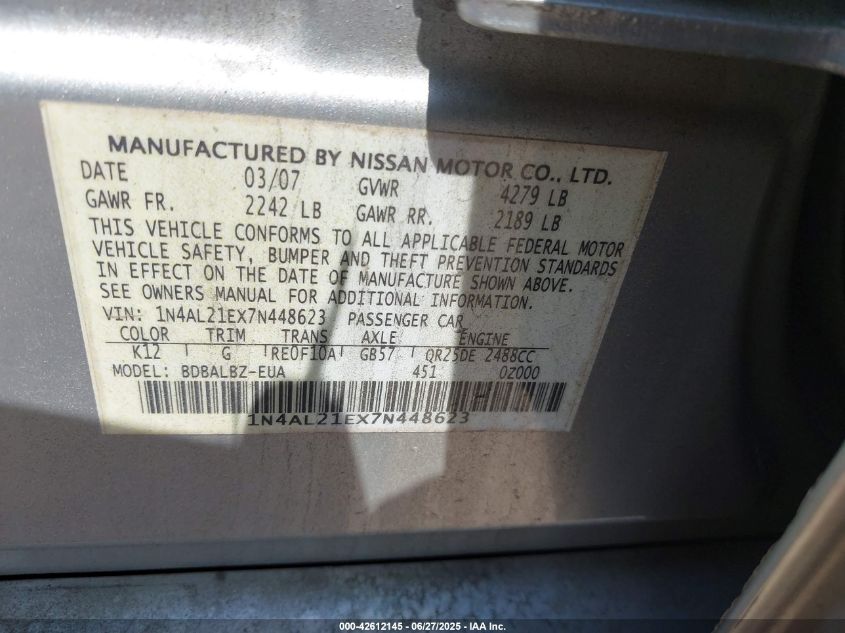 MANUFACTURED BY NISSAN MOTOR CO., LTD.
DATE 03/07 GVWR 4279 LB
GAWR FR. 2242 LB GAWR RR. 2189 LB
THIS VEHICLE CONFORMS TO ALL APPLICABLE FEDERAL MOTOR
VEHICLE SAFETY, BUMPER AND THEFT PREVENTION STANDARDS
IN EFFECT ON THE DATE OF MANUFACTURE SHOWN ABOVE.
SEE OWNERS MANUAL FOR ADDITIONAL INFORMATION.
VIN: 1N4AL21EX7N448623 PASSENGER CAR
COLOR TRIM TRANS AXLE ENGINE
K12 G RE0F10A GB57 QR25DE 2488CC
MODEL: BDBALBZ-EUA 451 0Z000
1N4AL21EX7N448623
000-42612145 - 06/27/2025 - IAA Inc.